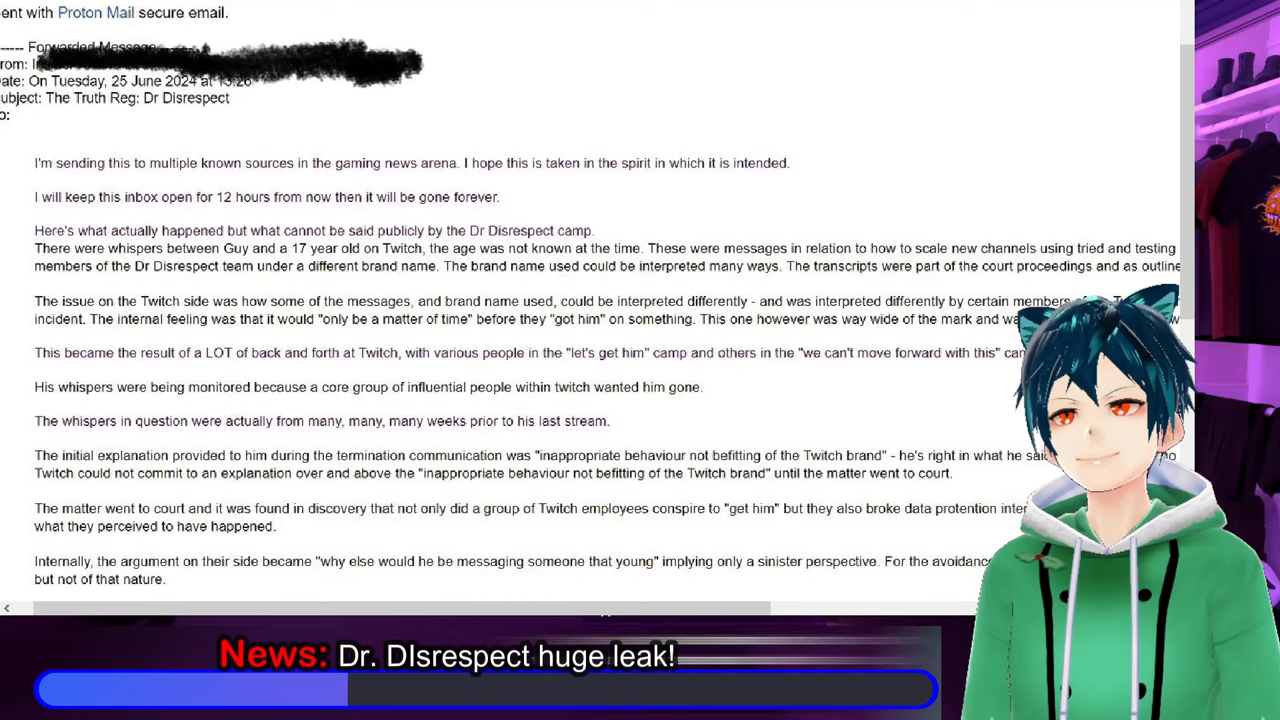 ent with Proton Mail secure email.
------ Forwarded Message
rom:
Date: On Tuesday, 25 June 2024 at 13:26
ubject: The Truth Reg: Dr Disrespect
o:
I'm sending this to multiple known sources in the gaming news arena. I hope this is taken in the spirit in which it is intended.
I will keep this inbox open for 12 hours from now then it will be gone forever.
Here's what actually happened but what cannot be said publicly by the Dr Disrespect camp.
There were whispers between Guy and a 17 year old on Twitch, the age was not known at the time. These were messages in relation to how to scale new channels using tried and testing
members of the Dr Disrespect team under a different brand name. The brand name used could be interpreted many ways. The transcripts were part of the court proceedings and as outline
The issue on the Twitch side was how some of the messages, and brand name used, could be interpreted differently - and was interpreted differently by certain members
incident. The internal feeling was that it would "only be a matter of time" before they "got him" on something. This one however was way wide of the mark and
This became the result of a LOT of back and forth at Twitch, with various people in the "let's get him" camp and others in the "we can't move forward with this"
His whispers were being monitored because a core group of influential people within twitch wanted him gone.
The whispers in question were actually from many, many, many weeks prior to his last stream.
The initial explanation provided to him during the termination communication was "inappropriate behaviour not befitting of the Twitch brand" - he's right in what he said no
Twitch could not commit to an explanation over and above the "inappropriate behaviour not befitting of the Twitch brand" until the matter went to court.
The matter went to court and it was found in discovery that not only did a group of Twitch employees conspire to "get him" but they also broke data protention
what they perceived to have happened.
Internally, the argument on their side became "why else would he be messaging someone that young" implying only a sinister perspective. For the
but not of that nature.
News: Dr. DIsrespect huge leak!